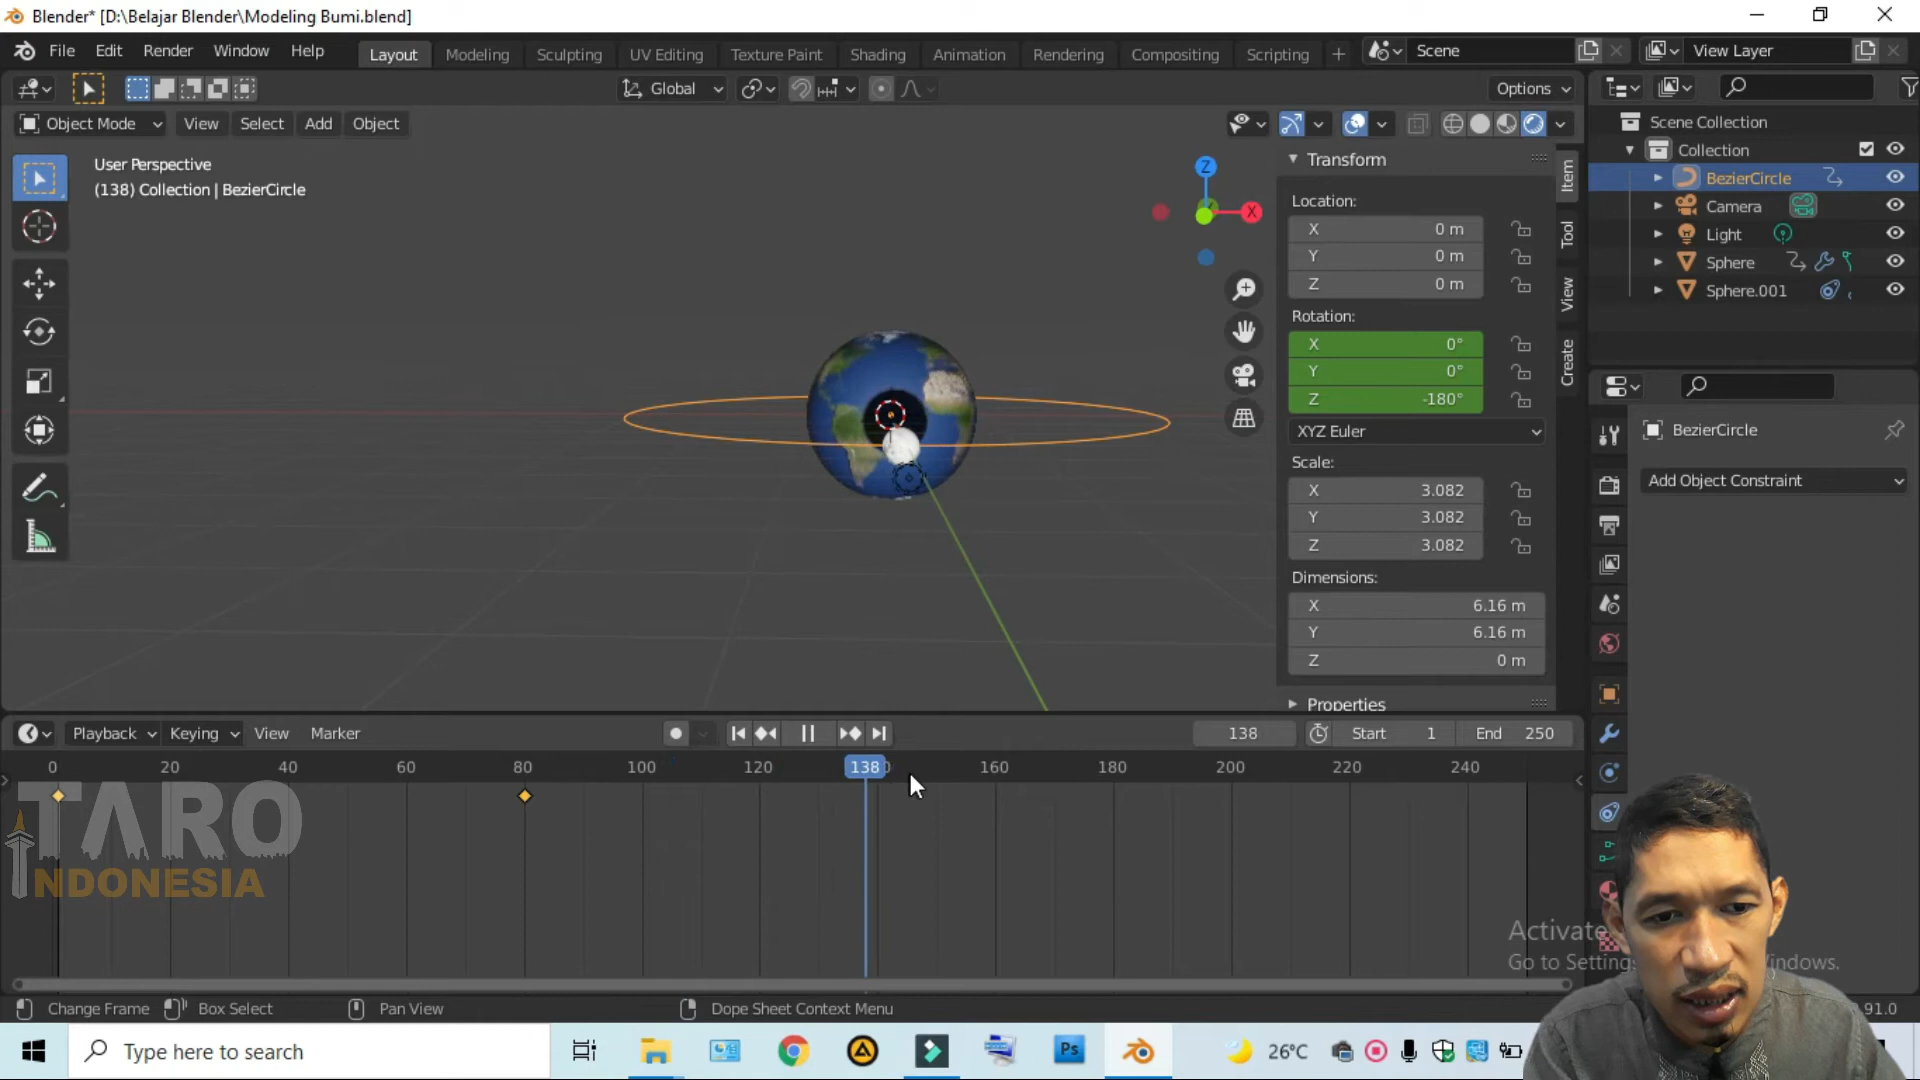 Blender* [D:\Belajar Blender\Modeling Bumi.blend]
File Edit Render Window Help Layout Modeling Sculpting UV Editing Texture Paint Shading Animation Rendering Compositing Scripting + Scene View Layer
Global Options
Object Mode View Select Add Object
User Perspective
(138) Collection | BezierCircle
Z
X
Transform
Location:
X 0 m
Y 0 m
Z 0 m
Rotation:
X 0°
Y 0°
Z -180°
XYZ Euler
Scale:
X 3.082
Y 3.082
Z 3.082
Dimensions:
X 6.16 m
Y 6.16 m
Z 0 m
Properties
Item
Tool
View
Create
Scene Collection
Collection
BezierCircle
Camera
Light
Sphere
Sphere.001
BezierCircle
Add Object Constraint
Playback Keying View Marker 138 Start 1 End 250
0 20 40 60 80 100 120 138 160 180 200 220 240
TARO
INDONESIA
Activate
Go to Settings Windows.
Change Frame Box Select Pan View Dope Sheet Context Menu
Type here to search
Ps
26°C